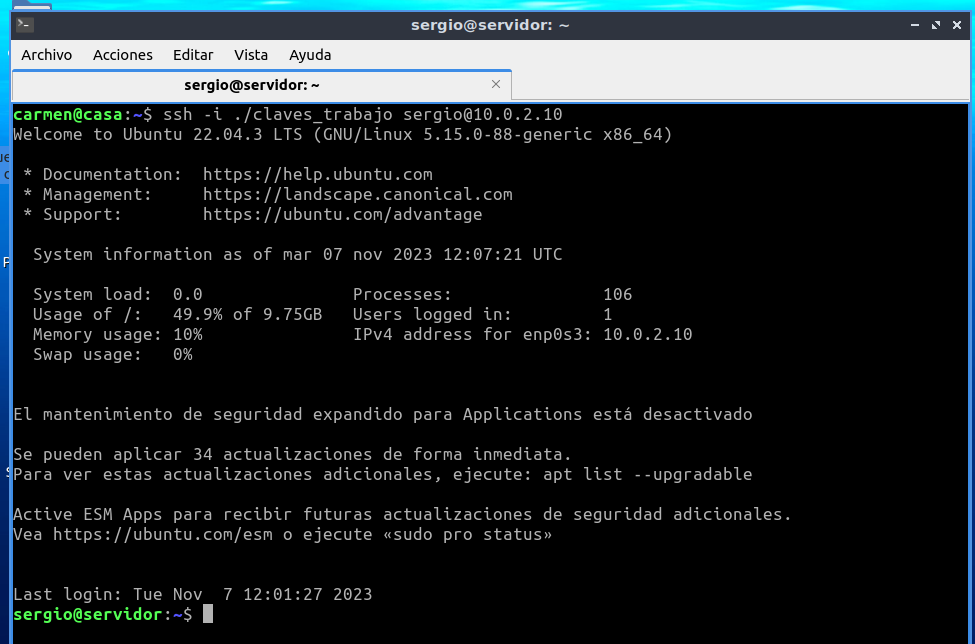 sergio@servidor: ~
Archivo Acciones Editar Vista Ayuda
sergio@servidor: ~
carmen@casa:~$ ssh -i ./claves_trabajo sergio@10.0.2.10
Welcome to Ubuntu 22.04.3 LTS (GNU/Linux 5.15.0-88-generic x86_64)
* Documentation: https://help.ubuntu.com
* Management: https://landscape.canonical.com
* Support: https://ubuntu.com/advantage
System information as of mar 07 nov 2023 12:07:21 UTC
System load: 0.0 Processes: 106
Usage of /: 49.9% of 9.75GB Users logged in: 1
Memory usage: 10% IPv4 address for enp0s3: 10.0.2.10
Swap usage: 0%
El mantenimiento de seguridad expandido para Applications está desactivado
Se pueden aplicar 34 actualizaciones de forma inmediata.
Para ver estas actualizaciones adicionales, ejecute: apt list --upgradable
Active ESM Apps para recibir futuras actualizaciones de seguridad adicionales.
Vea https://ubuntu.com/esm o ejecute «sudo pro status»
Last login: Tue Nov  7 12:01:27 2023
sergio@servidor:~$